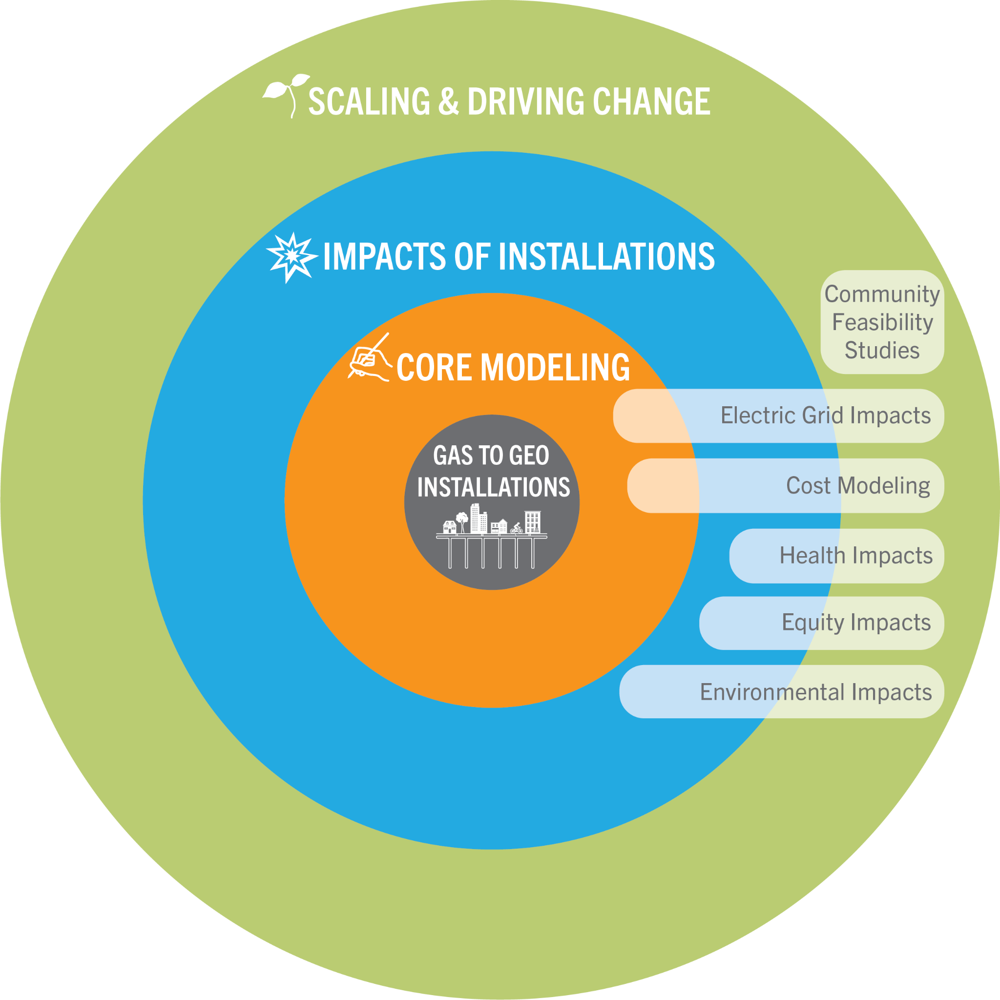 SCALING & DRIVING CHANGE
IMPACTS OF INSTALLATIONS
CORE MODELING
GAS TO GEO
INSTALLATIONS
Community
Feasibility
Studies
Electric Grid Impacts
Cost Modeling
Health Impacts
Equity Impacts
Environmental Impacts